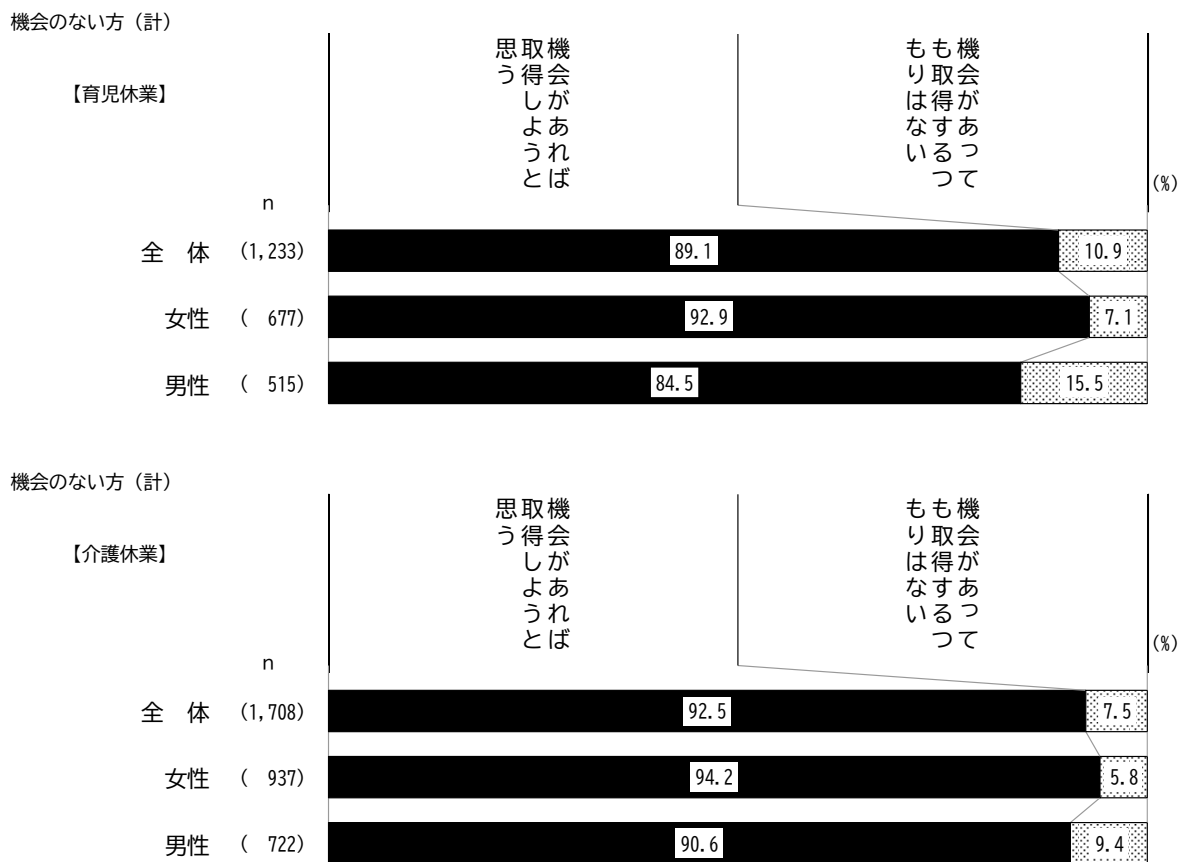 機会のない方（計）
【育児休業】
機会があれば
取得しようと
思う
機会があって
も取得するつ
もりはない
(%)
n
全 体 (1,233) 89.1 10.9
女性 ( 677) 92.9 7.1
男性 ( 515) 84.5 15.5
機会のない方（計）
【介護休業】
機会があれば
取得しようと
思う
機会があって
も取得するつ
もりはない
(%)
n
全 体 (1,708) 92.5 7.5
女性 ( 937) 94.2 5.8
男性 ( 722) 90.6 9.4